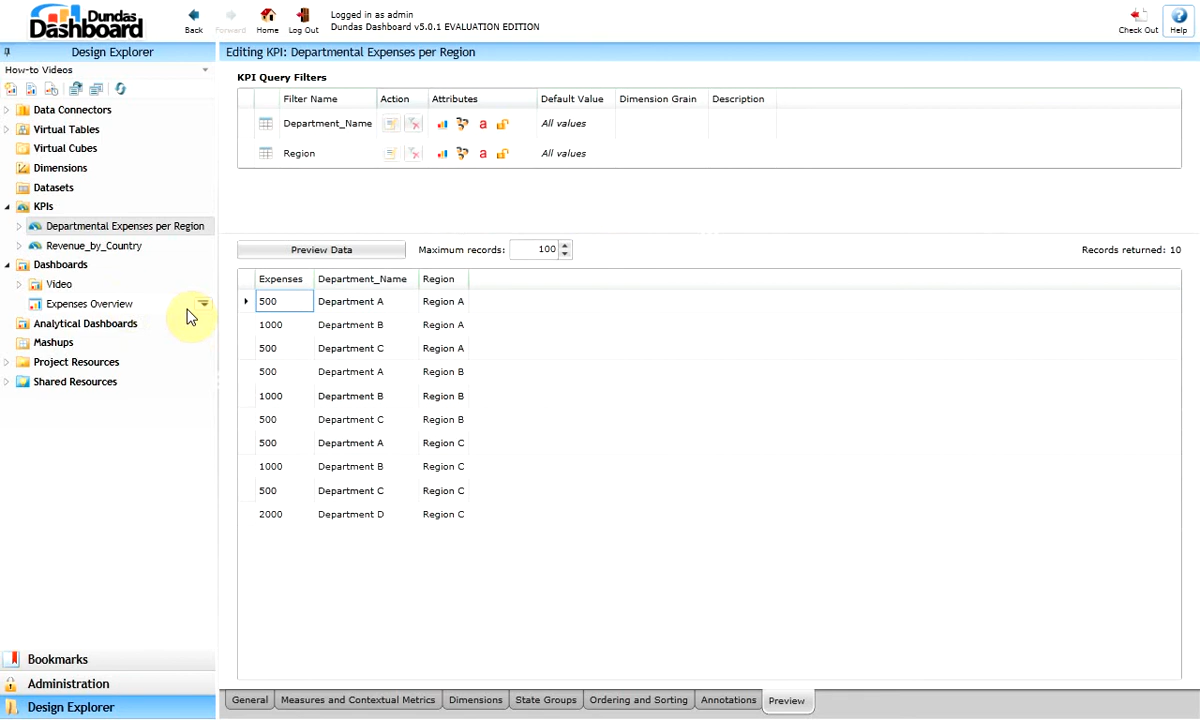 Dundas
Dashboard
Back
Forward
Home
Log Out
Logged in as admin
Dundas Dashboard v5.0.1 EVALUATION EDITION
Check Out
Help
Design Explorer
Editing KPI: Departmental Expenses per Region
How-to Videos
Data Connectors
Virtual Tables
Virtual Cubes
Dimensions
Datasets
KPIs
Departmental Expenses per Region
Revenue_by_Country
Dashboards
Video
Expenses Overview
Analytical Dashboards
Mashups
Project Resources
Shared Resources
Bookmarks
Administration
Design Explorer
KPI Query Filters
Filter Name Action Attributes Default Value Dimension Grain Description
Department_Name a All values
Region a All values
Preview Data Maximum records: 100 Records returned: 10
Expenses Department_Name Region
500 Department A Region A
1000 Department B Region A
500 Department C Region A
500 Department A Region B
1000 Department B Region B
500 Department C Region B
500 Department A Region C
1000 Department B Region C
500 Department C Region C
2000 Department D Region C
General Measures and Contextual Metrics Dimensions State Groups Ordering and Sorting Annotations Preview